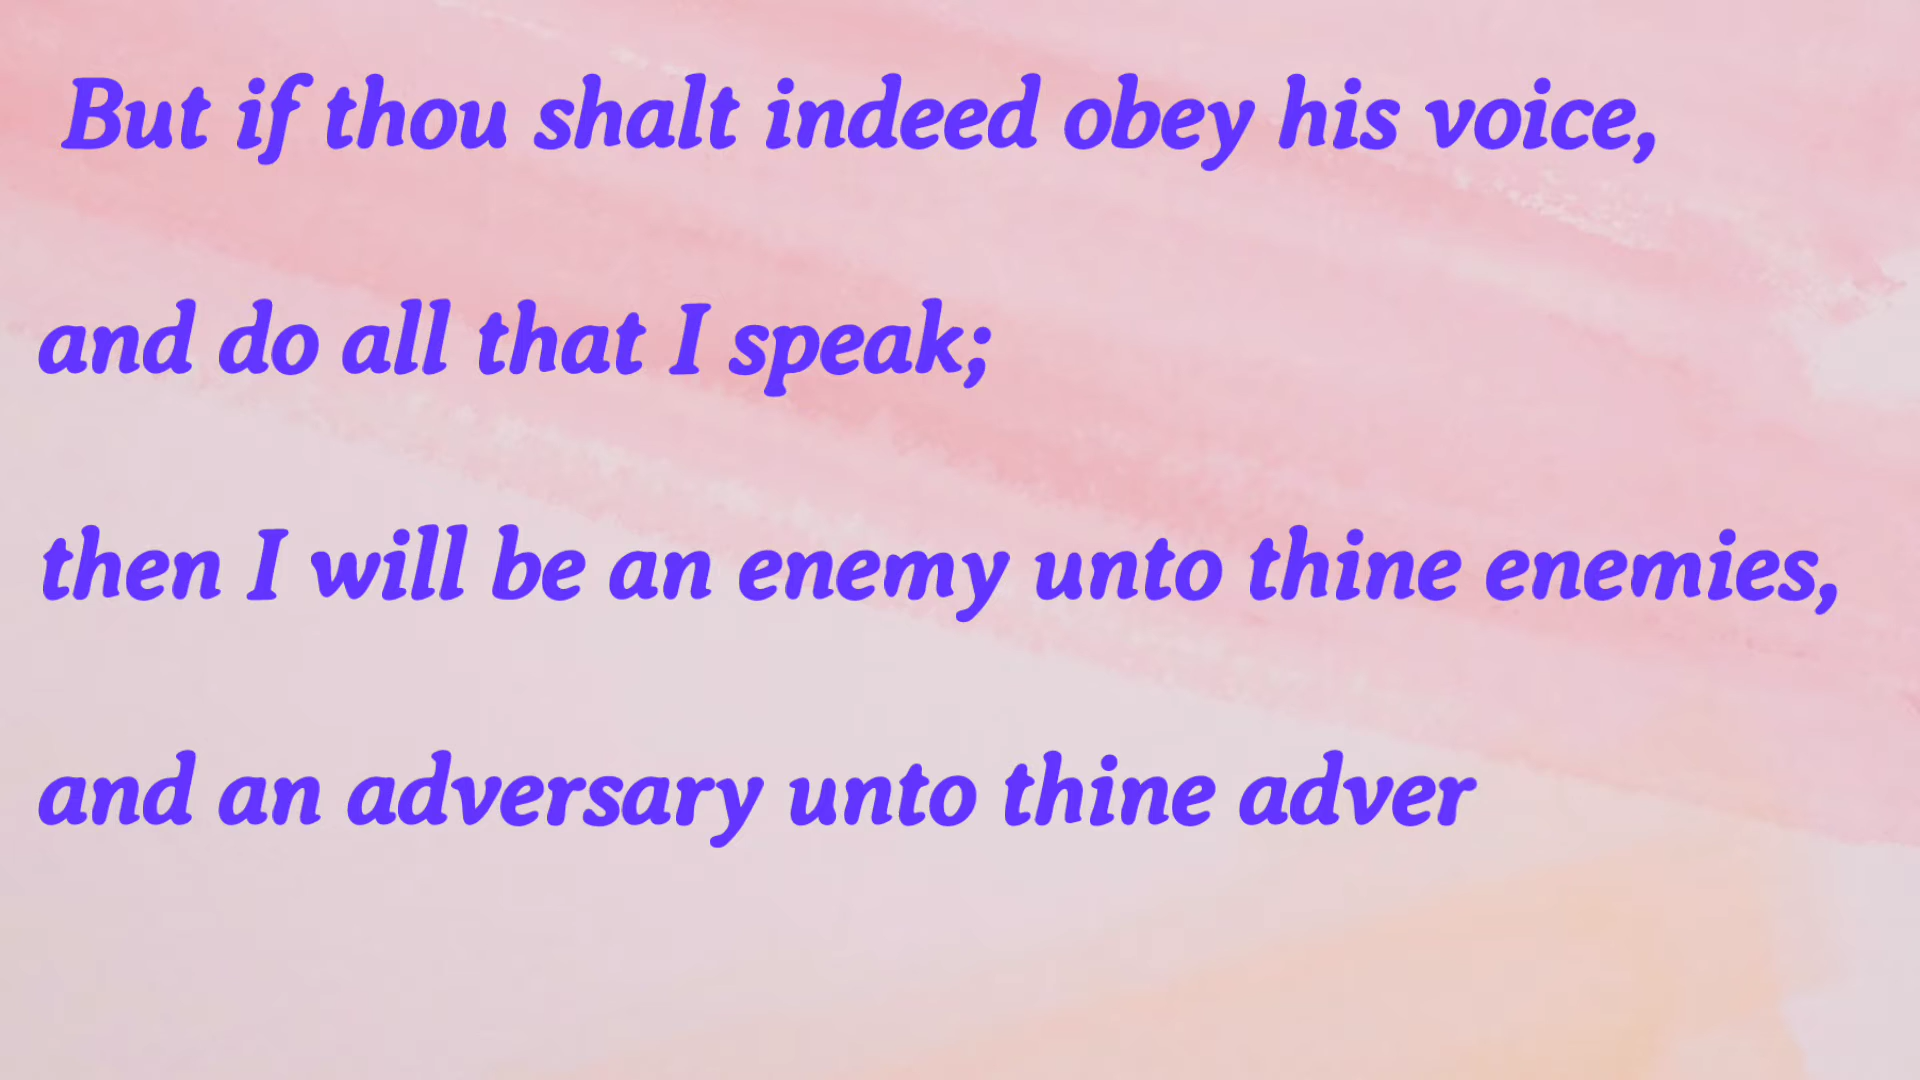 But if thou shalt indeed obey his voice,
and do all that I speak;
then I will be an enemy unto thine enemies,
and an adversary unto thine adver